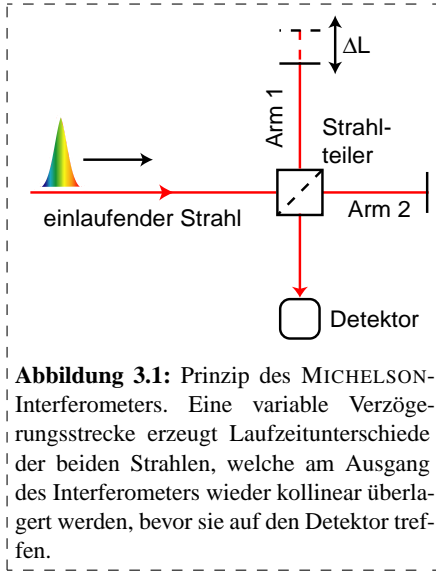 ΔL
Arm 1
Strahl-
teiler
Arm 2
einlaufender Strahl
Detektor
Abbildung 3.1: Prinzip des MICHELSON-
Interferometers. Eine variable Verzöge-
rungsstrecke erzeugt Laufzeitunterschiede
der beiden Strahlen, welche am Ausgang
des Interferometers wieder kollinear überla-
gert werden, bevor sie auf den Detektor tref-
fen.